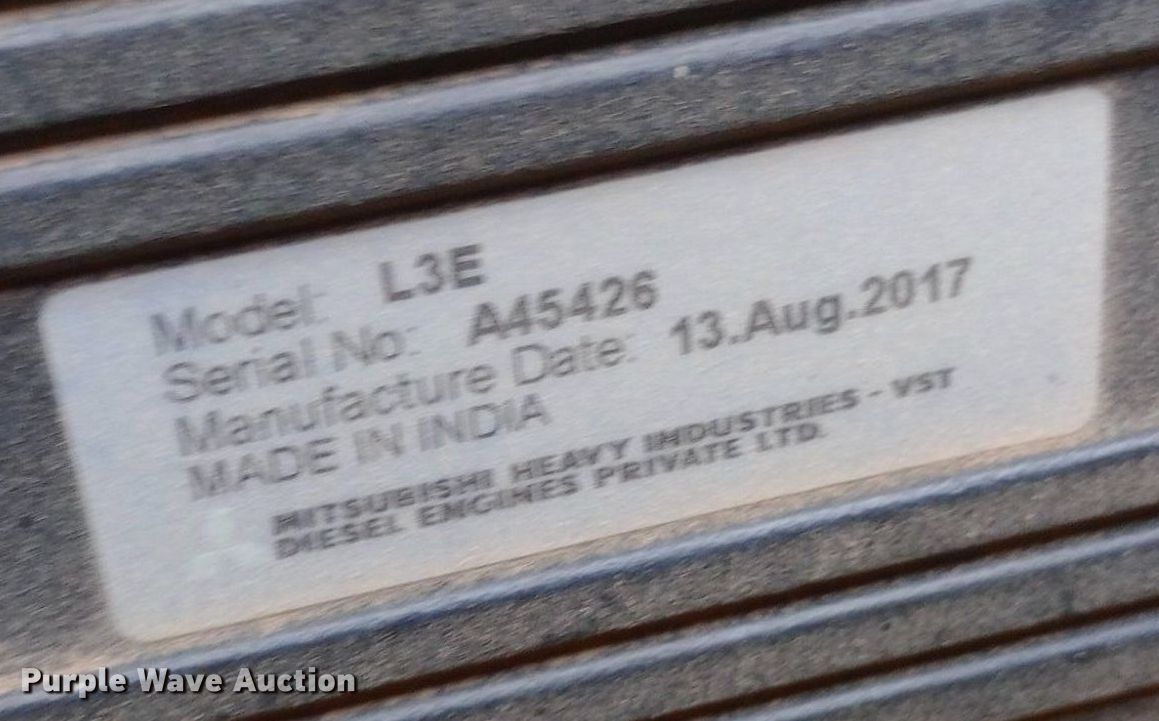 Model: L3E
Serial No: A45426
Manufacture Date: 13.Aug.2017
MADE IN INDIA
MITSUBISHI HEAVY INDUSTRIES - VST
DIESEL ENGINES PRIVATE LTD.
Purple Wave Auction